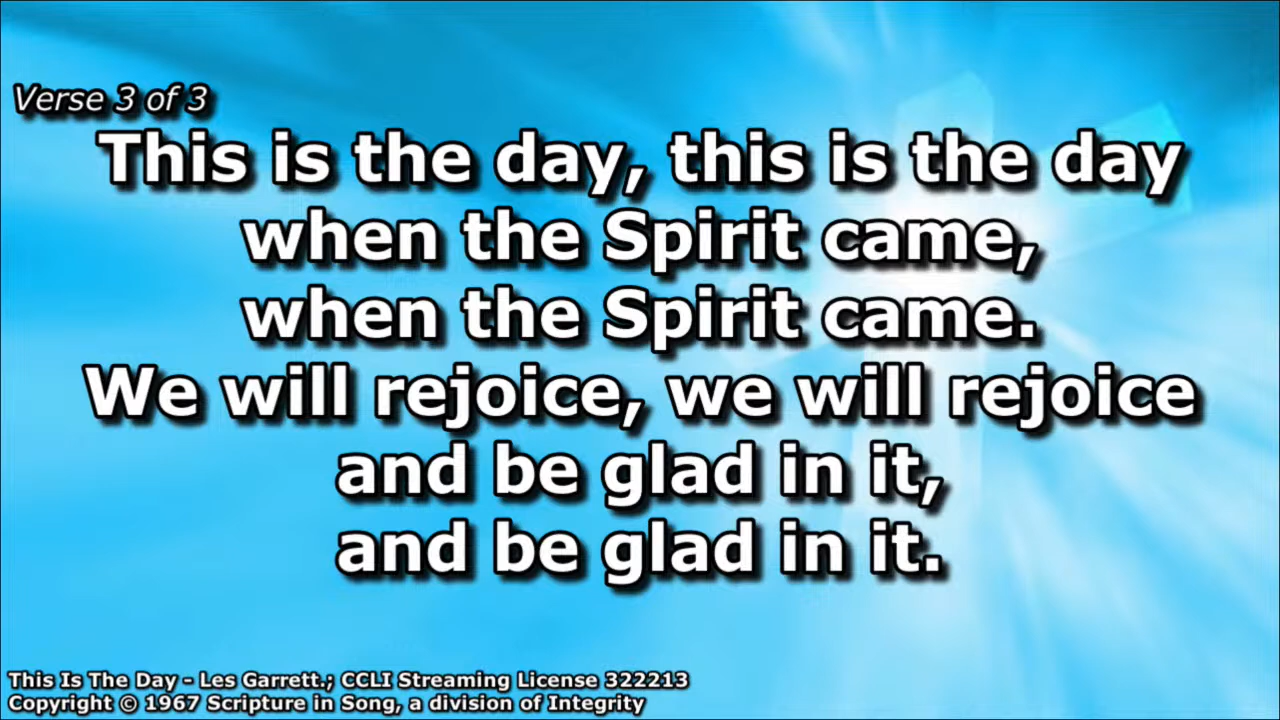 Verse 3 of 3
This is the day, this is the day
when the Spirit came,
when the Spirit came.
We will rejoice, we will rejoice
and be glad in it,
and be glad in it.
This Is The Day - Les Garrett.; CCLI Streaming License 322213
Copyright © 1967 Scripture in Song, a division of Integrity